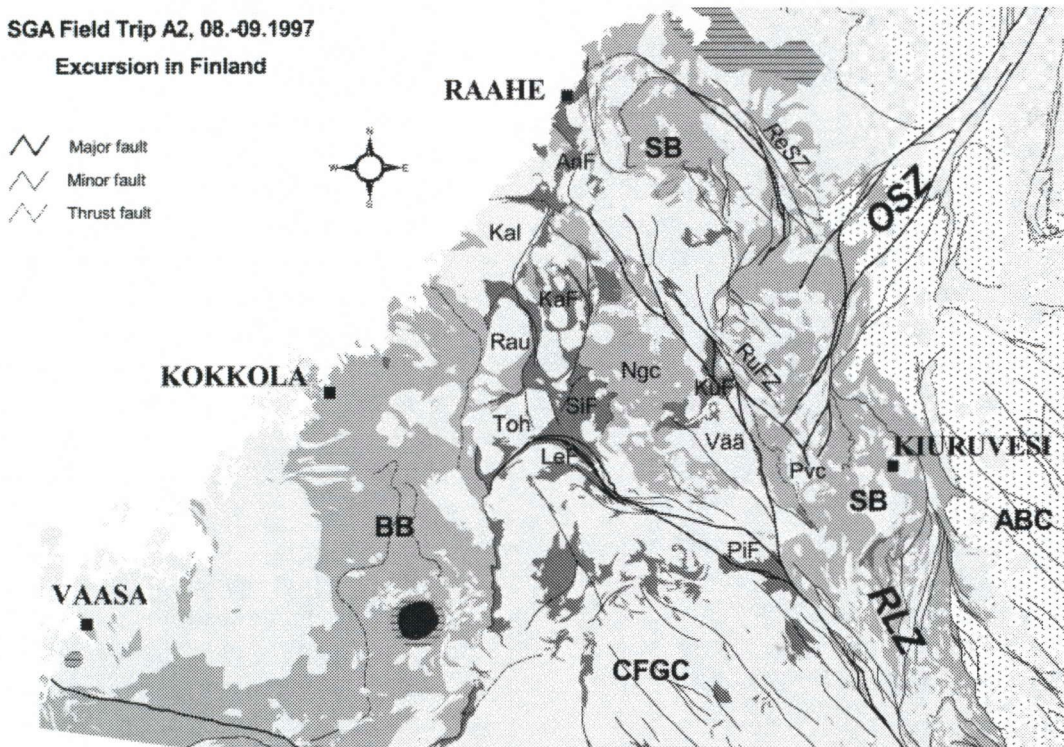 SGA Field Trip A2, 08.-09.1997
Excursion in Finland
Major fault
Minor fault
Thrust fault
N
W
E
S
RAAHE
SB
ReSZ
AnF
OSZ
Kal
KaF
Rau
RuFZ
KOKKOLA
Ngc
KuF
SiF
Toh
Vää
KIURUVESI
LeF
Pvc
SB
BB
ABC
PiF
VAASA
RLZ
CFGC